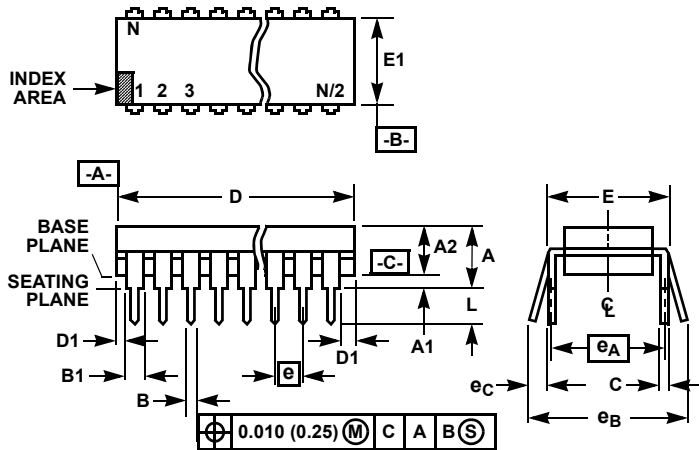 N
E1
INDEX
AREA
1 2 3 N/2
-B-
-A-
D
E
BASE
PLANE
A2
A
-C-
SEATING
PLANE
L
C
L
D1
A1
D1
eA
B1
e
eC
C
B
eB
0.010 (0.25) Ⓜ C A B Ⓢ